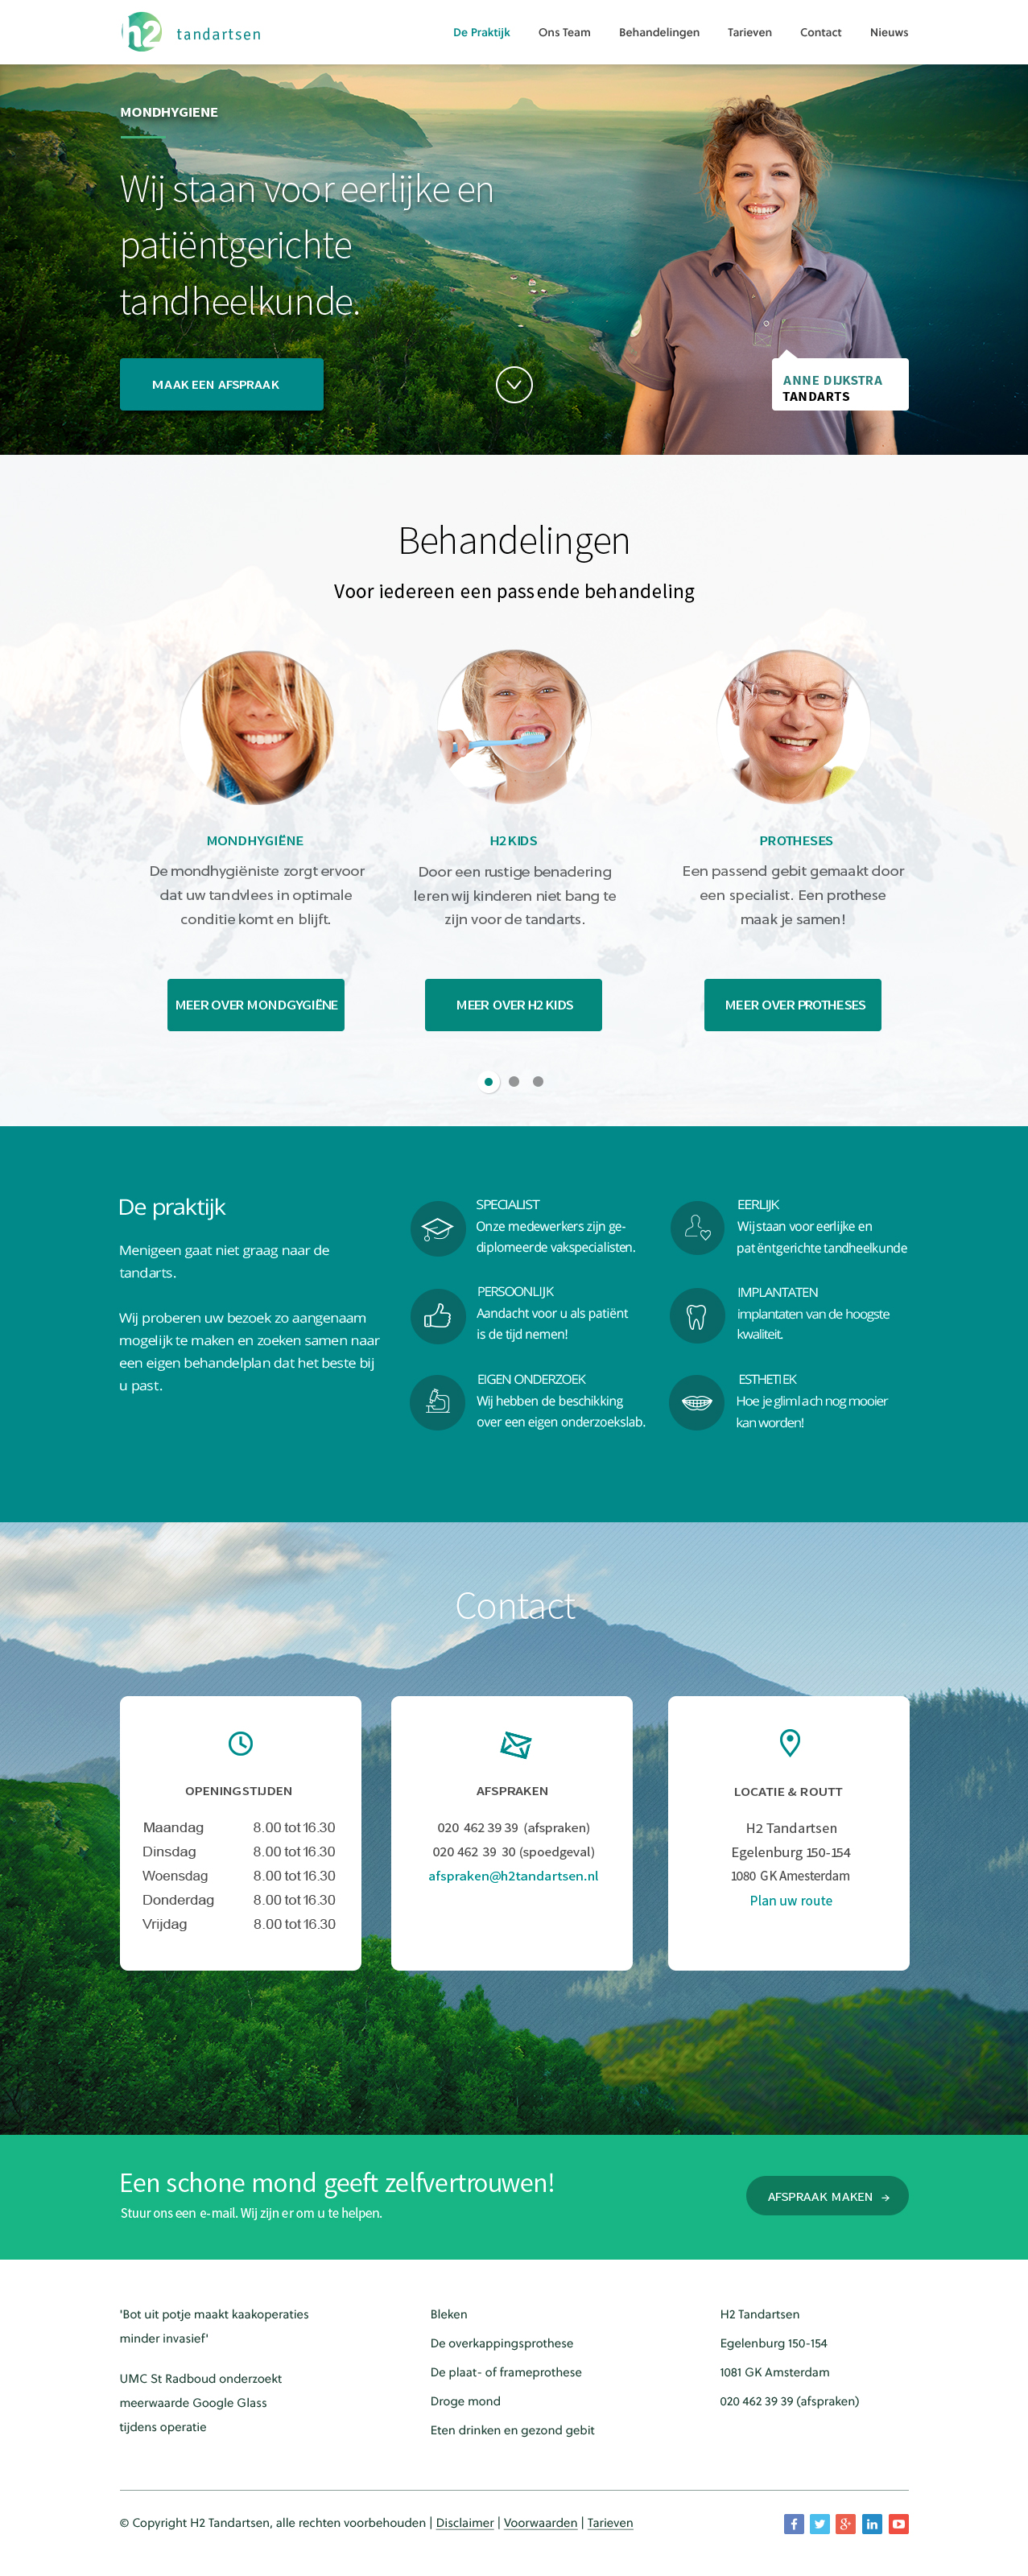 h2 tandartsen
De Praktijk Ons Team Behandelingen Tarieven Contact Nieuws
MONDHYGIENE
Wij staan voor eerlijke en
patiëntgerichte
tandheelkunde.
MAAK EEN AFSPRAAK
ANNE DIJKSTRA
TANDARTS
Behandelingen
Voor iedereen een passende behandeling
MONDHYGIËNE
De mondhygiëniste zorgt ervoor
dat uw tandvlees in optimale
conditie komt en blijft.
MEER OVER MONDGYGIËNE
H2 KIDS
Door een rustige benadering
leren wij kinderen niet bang te
zijn voor de tandarts.
MEER OVER H2 KIDS
PROTHESES
Een passend gebit gemaakt door
een specialist. Een prothese
maak je samen!
MEER OVER PROTHESES
De praktijk
Menigeen gaat niet graag naar de
tandarts.
Wij proberen uw bezoek zo aangenaam
mogelijk te maken en zoeken samen naar
een eigen behandelplan dat het beste bij
u past.
SPECIALIST
Onze medewerkers zijn ge-
diplomeerde vakspecialisten.
PERSOONLIJK
Aandacht voor u als patiënt
is de tijd nemen!
EIGEN ONDERZOEK
Wij hebben de beschikking
over een eigen onderzoekslab.
EERLIJK
Wij staan voor eerlijke en
patëntgerichte tandheelkunde
IMPLANTATEN
implantaten van de hoogste
kwaliteit.
ESTHETIEK
Hoe je glimlach nog mooier
kan worden!
Contact
OPENINGSTIJDEN
Maandag 8.00 tot 16.30
Dinsdag 8.00 tot 16.30
Woensdag 8.00 tot 16.30
Donderdag 8.00 tot 16.30
Vrijdag 8.00 tot 16.30
AFSPRAKEN
020 462 39 39 (afspraken)
020 462 39 30 (spoedgeval)
afspraken@h2tandartsen.nl
LOCATIE & ROUTT
H2 Tandartsen
Egelenburg 150-154
1080 GK Amsterdam
Plan uw route
Een schone mond geeft zelfvertrouwen!
Stuur ons een e-mail. Wij zijn er om u te helpen.
AFSPRAAK MAKEN →
'Bot uit potje maakt kaakoperaties
minder invasief'
UMC St Radboud onderzoekt
meerwaarde Google Glass
tijdens operatie
Bleken
De overkappingsprothese
De plaat- of frameprothese
Droge mond
Eten drinken en gezond gebit
H2 Tandartsen
Egelenburg 150-154
1081 GK Amsterdam
020 462 39 39 (afspraken)
© Copyright H2 Tandartsen, alle rechten voorbehouden | Disclaimer | Voorwaarden | Tarieven